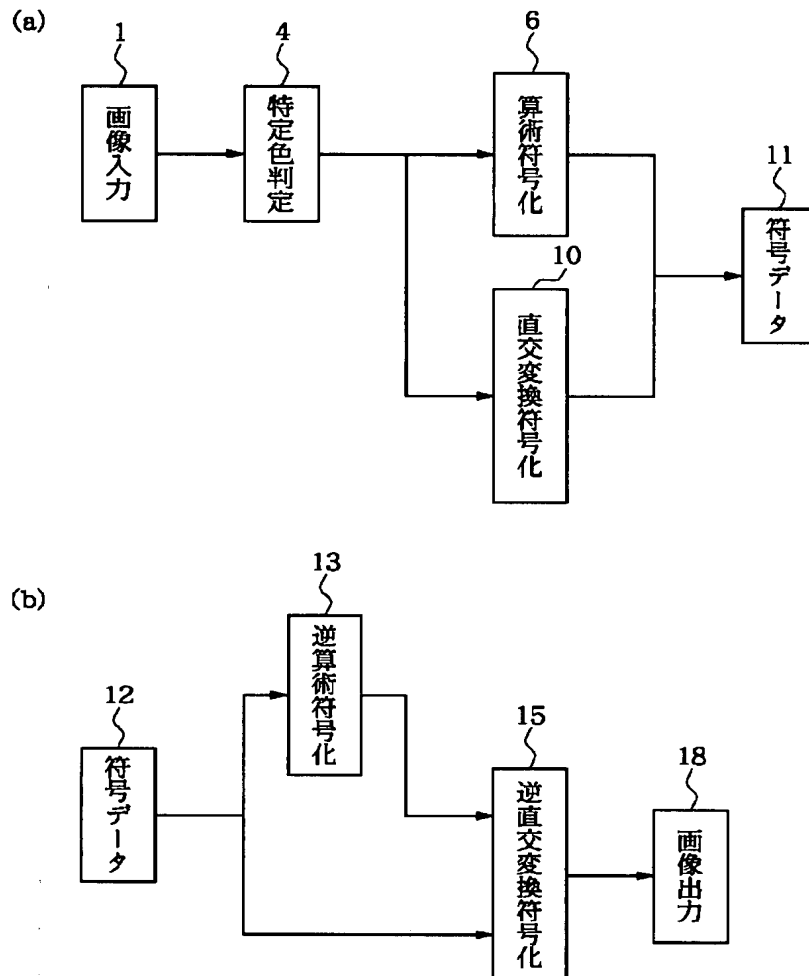 (a)
1
画像入力
4
特定色判定
6
算術符号化
10
直交変換符号化
11
符号データ
(b)
12
符号データ
13
逆算術符号化
15
逆直交変換符号化
18
画像出力